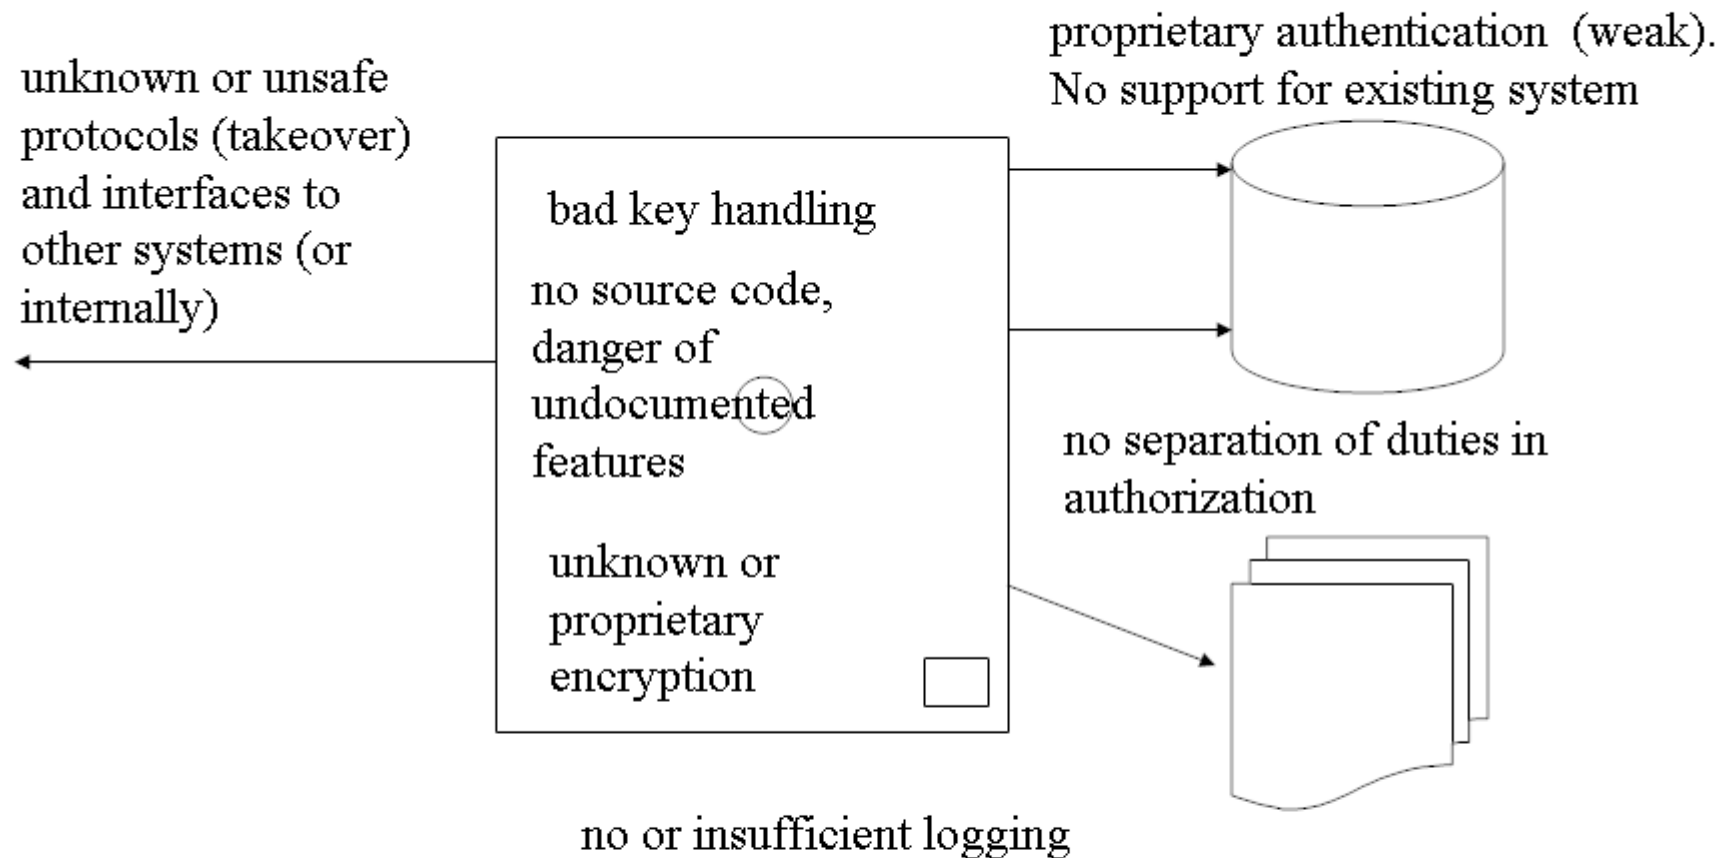 unknown or unsafe
protocols (takeover)
and interfaces to
other systems (or
internally)
bad key handling
no source code,
danger of
undocumented
features
unknown or
proprietary
encryption
proprietary authentication  (weak).
No support for existing system
no separation of duties in
authorization
no or insufficient logging